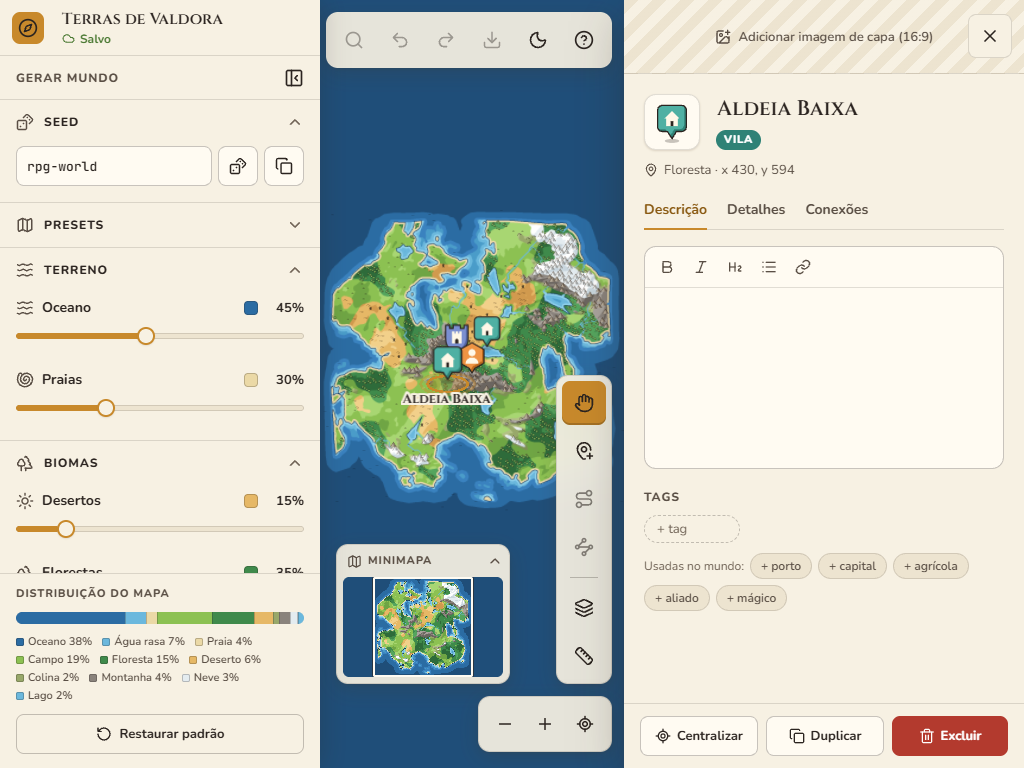 Terras de Valdora
Salvo
GERAR MUNDO
SEED
rpg-world
PRESETS
TERRENO
Oceano 45%
Praias 30%
BIOMAS
Desertos 15%
Florestas 35%
DISTRIBUIÇÃO DO MAPA
Oceano 38% Água rasa 7% Praia 4%
Campo 19% Floresta 15% Deserto 6%
Colina 2% Montanha 4% Neve 3%
Lago 2%
Restaurar padrão
Aldeia Baixa
MINIMAPA
Adicionar imagem de capa (16:9)
Aldeia Baixa
VILA
Floresta · x 430, y 594
Descrição Detalhes Conexões
B I H2
TAGS
+ tag
Usadas no mundo: + porto + capital + agrícola
+ aliado + mágico
Centralizar Duplicar Excluir